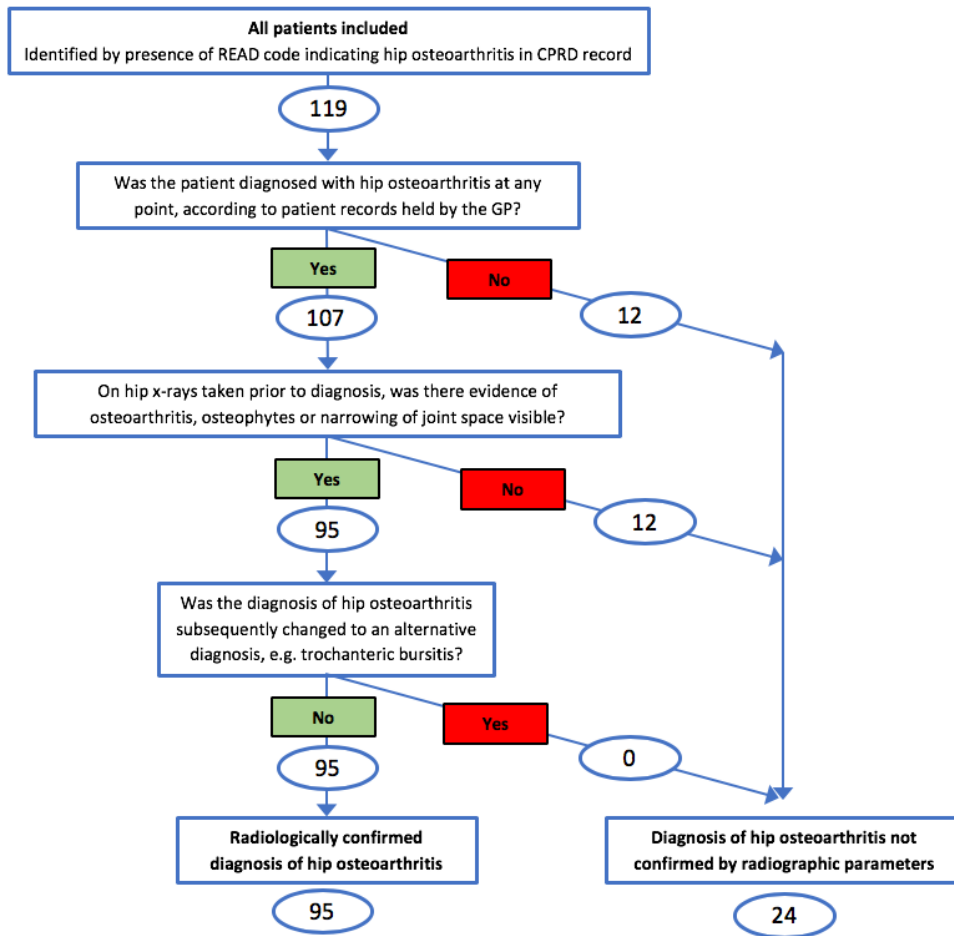 All patients included
Identified by presence of READ code indicating hip osteoarthritis in CPRD record
119
Was the patient diagnosed with hip osteoarthritis at any
point, according to patient records held by the GP?
Yes
No
107
12
On hip x-rays taken prior to diagnosis, was there evidence of
osteoarthritis, osteophytes or narrowing of joint space visible?
Yes
No
95
12
Was the diagnosis of hip osteoarthritis
subsequently changed to an alternative
diagnosis, e.g. trochanteric bursitis?
No
Yes
95
0
Radiologically confirmed
diagnosis of hip osteoarthritis
Diagnosis of hip osteoarthritis not
confirmed by radiographic parameters
95
24